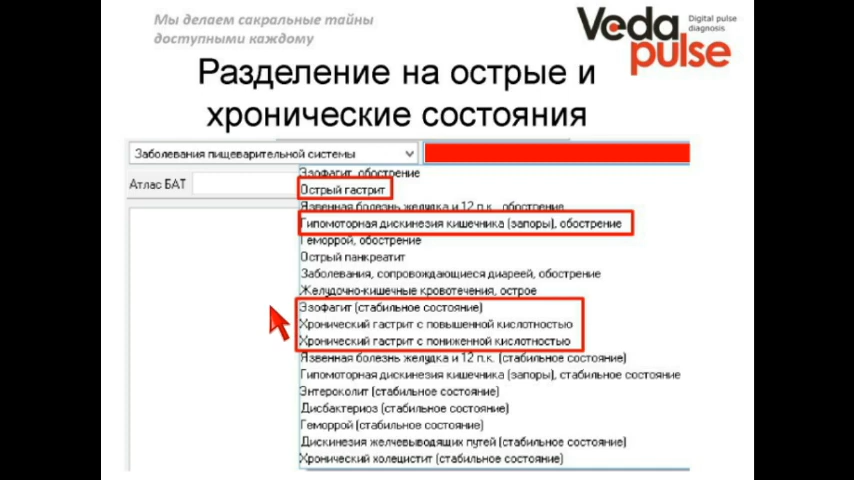 Мы делаем сакральные тайны
доступными каждому
Veda pulse
Digital pulse
diagnosis
Разделение на острые и
хронические состояния
Заболевания пищеварительной системы
Атлас БАТ
Эзофагит, обострение
Острый гастрит
Язвенная болезнь желудка и 12 п.к., обострение
Гипомоторная дискинезия кишечника (запоры), обострение
Геморрой, обострение
Острый панкреатит
Заболевания, сопровождающиеся диареей, обострение
Желудочно-кишечные кровотечения, острое
Эзофагит (стабильное состояние)
Хронический гастрит с повышенной кислотностью
Хронический гастрит с пониженной кислотностью
Язвенная болезнь желудка и 12 п.к. (стабильное состояние)
Гипомоторная дискинезия кишечника (запоры), стабильное состояние
Энтероколит (стабильное состояние)
Дисбактериоз (стабильное состояние)
Геморрой (стабильное состояние)
Дискинезия желчевыводящих путей (стабильное состояние)
Хронический холецистит (стабильное состояние)